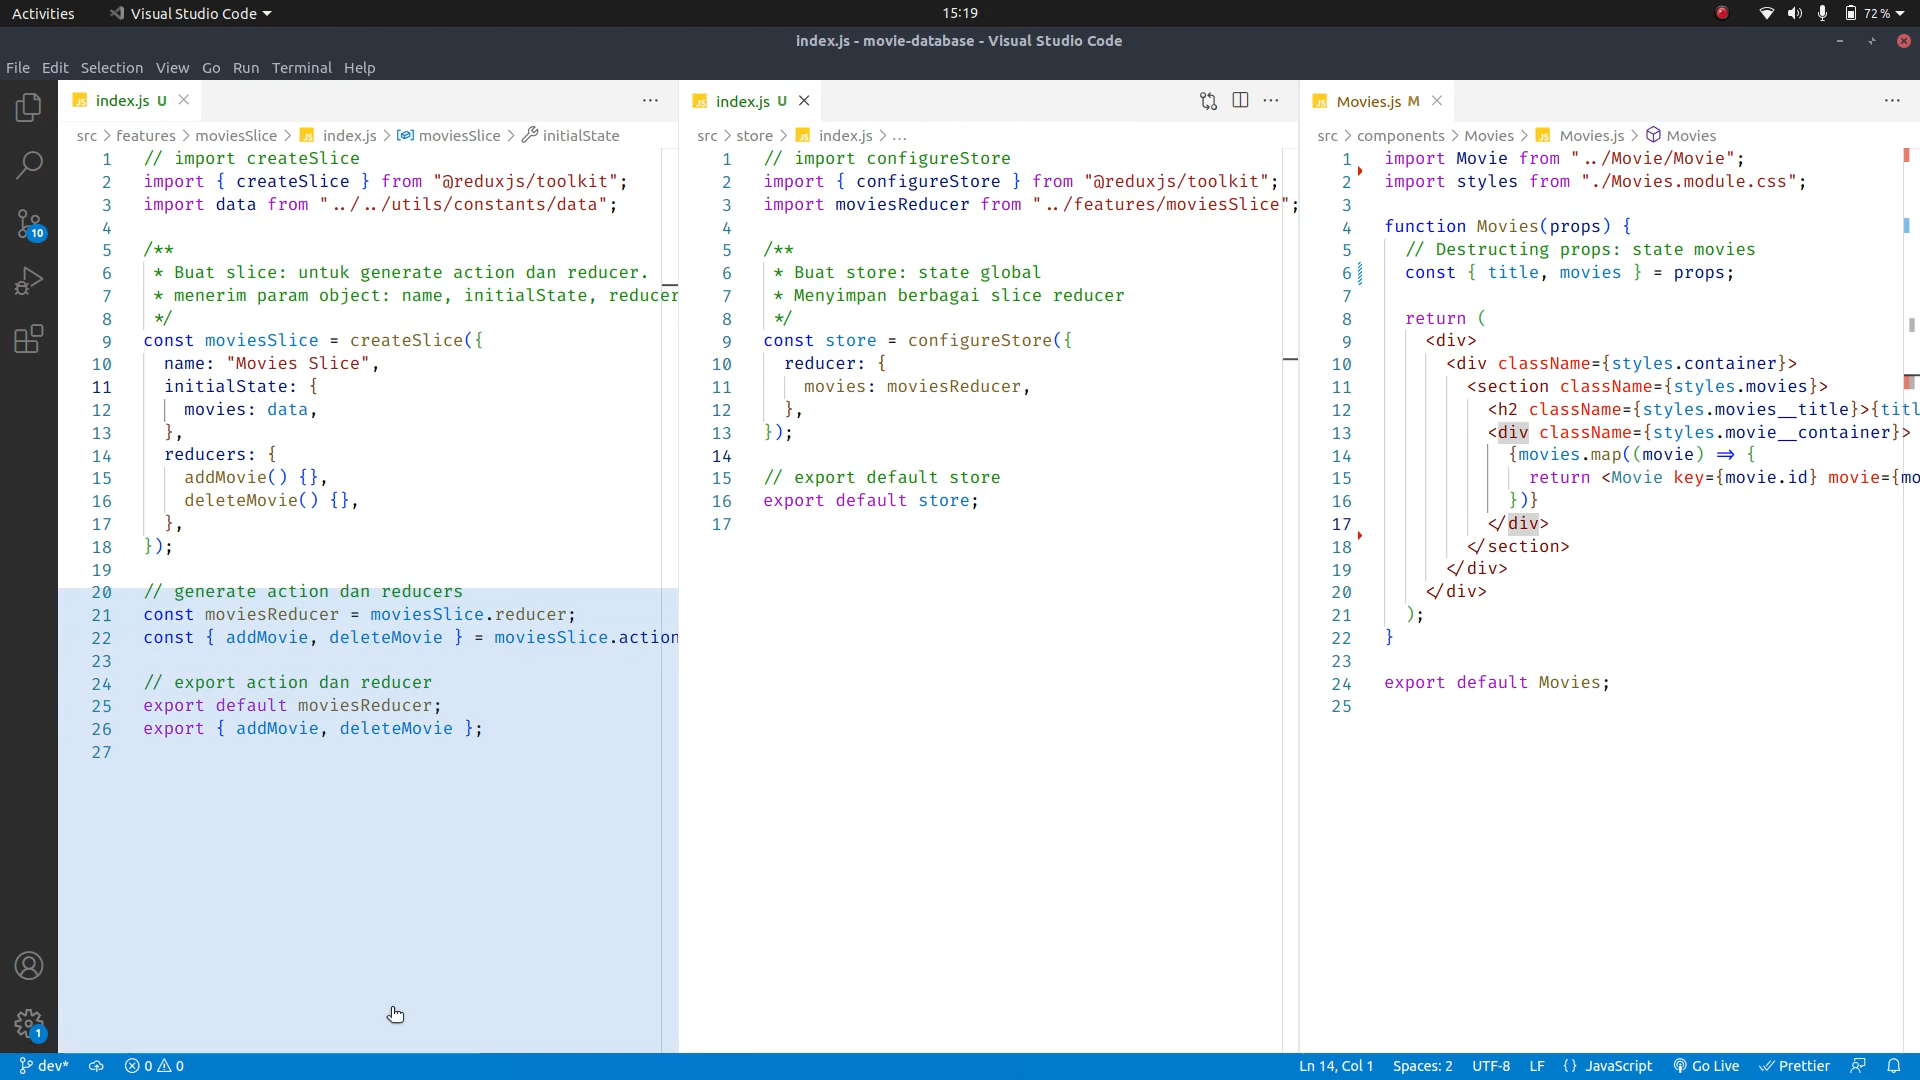 Activities Visual Studio Code 15:19 72 %
index.js - movie-database - Visual Studio Code
File Edit Selection View Go Run Terminal Help
index.js U
src > features > moviesSlice > index.js > moviesSlice > initialState
1 // import createSlice
2 import { createSlice } from "@reduxjs/toolkit";
3 import data from "../../utils/constants/data";
4
5 /**
6 * Buat slice: untuk generate action dan reducer.
7 * menerim param object: name, initialState, reducer
8 */
9 const moviesSlice = createSlice({
10 name: "Movies Slice",
11 initialState: {
12 movies: data,
13 },
14 reducers: {
15 addMovie() {},
16 deleteMovie() {},
17 },
18 });
19
20 // generate action dan reducers
21 const moviesReducer = moviesSlice.reducer;
22 const { addMovie, deleteMovie } = moviesSlice.action
23
24 // export action dan reducer
25 export default moviesReducer;
26 export { addMovie, deleteMovie };
27
index.js U
src > store > index.js > ...
1 // import configureStore
2 import { configureStore } from "@reduxjs/toolkit";
3 import moviesReducer from "../features/moviesSlice";
4
5 /**
6 * Buat store: state global
7 * Menyimpan berbagai slice reducer
8 */
9 const store = configureStore({
10 reducer: {
11 movies: moviesReducer,
12 },
13 });
14
15 // export default store
16 export default store;
17
Movies.js M
src > components > Movies > Movies.js > Movies
1 import Movie from "../Movie/Movie";
2 import styles from "./Movies.module.css";
3
4 function Movies(props) {
5 // Destructing props: state movies
6 const { title, movies } = props;
7
8 return (
9 <div>
10 <div className={styles.container}>
11 <section className={styles.movies}>
12 <h2 className={styles.movies__title}>{titl
13 <div className={styles.movie__container}>
14 {movies.map((movie) => {
15 return <Movie key={movie.id} movie={mo
16 })}
17 </div>
18 </section>
19 </div>
20 </div>
21 );
22 }
23
24 export default Movies;
25
10
1
dev* 0 0 Ln 14, Col 1 Spaces: 2 UTF-8 LF {} JavaScript Go Live Prettier